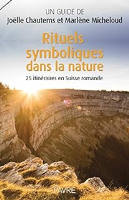 UN GUIDE DE
Joëlle Chautems et Marlène Micheloud
Rituels
symboliques
dans la nature
25 itinéraires en Suisse romande
FAVRE